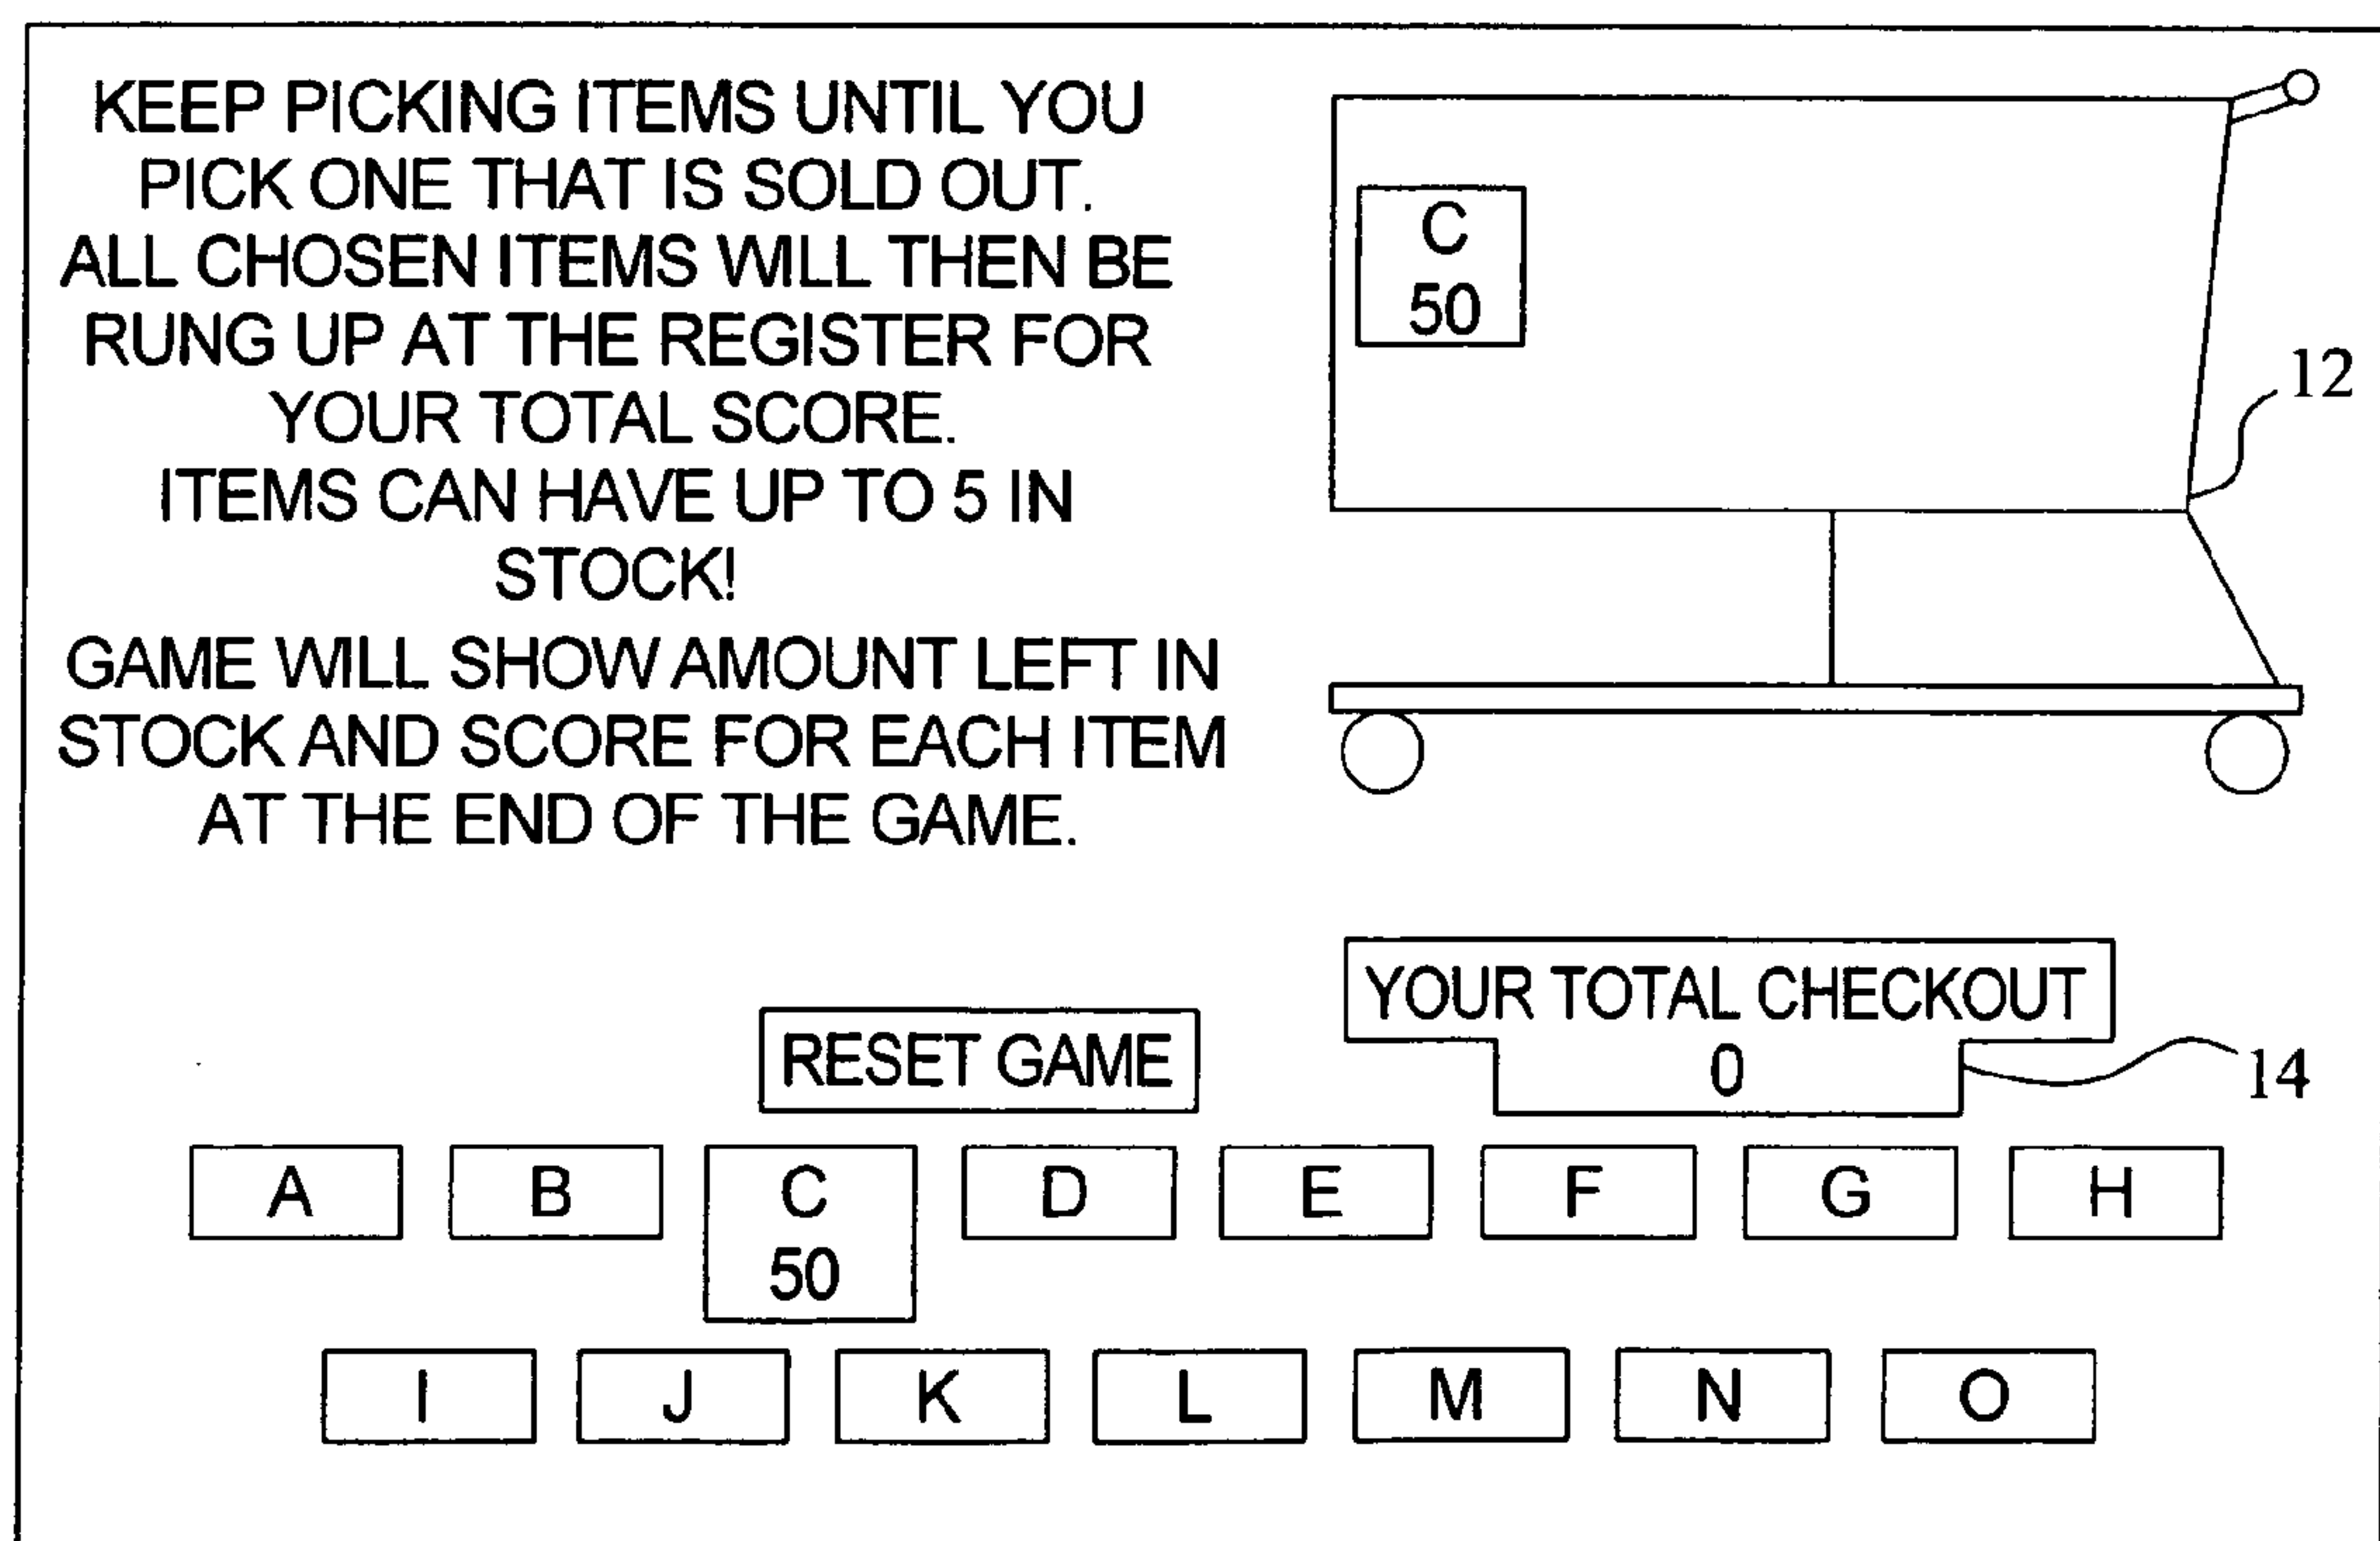 KEEP PICKING ITEMS UNTIL YOU
PICK ONE THAT IS SOLD OUT.
ALL CHOSEN ITEMS WILL THEN BE
RUNG UP AT THE REGISTER FOR
YOUR TOTAL SCORE.
ITEMS CAN HAVE UP TO 5 IN
STOCK!
GAME WILL SHOW AMOUNT LEFT IN
STOCK AND SCORE FOR EACH ITEM
AT THE END OF THE GAME.
C
50
12
YOUR TOTAL CHECKOUT
0
14
RESET GAME
A B C D E F G H
50
I J K L M N O